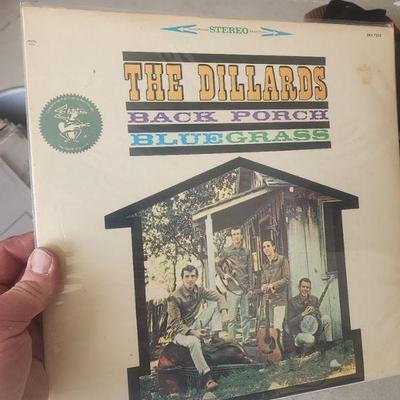 STEREO
THE DILLARDS
BACK PORCH
BLUEGRASS